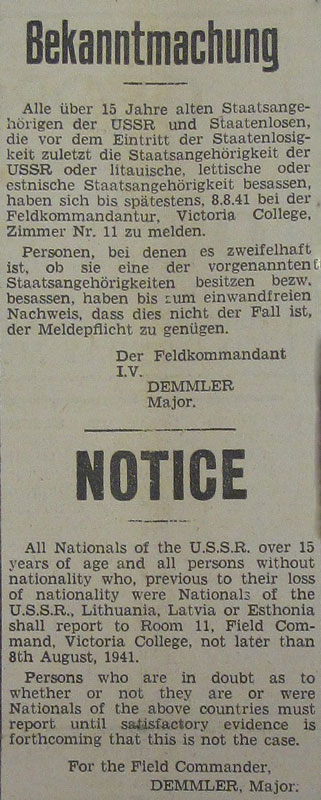 Bekanntmachung
Alle über 15 Jahre alten Staatsange-
hörigen der USSR und Staatenlosen,
die vor dem Eintritt der Staatenlosig-
keit zuletzt die Staatsangehörigkeit der
USSR oder litauische, lettische oder
estnische Staatsangehörigkeit besassen,
haben sich bis spätestens, 8.8.41 bei der
Feldkommandantur, Victoria College,
Zimmer Nr. 11 zu melden.
Personen, bei denen es zweifelhaft
ist, ob sie eine der vorgenannten
Staatsangehörigkeiten besitzen bezw.
besassen, haben bis zum einwandfreien
Nachweis, dass dies nicht der Fall ist,
der Meldepflicht zu genügen.
Der Feldkommandant
I.V.
DEMMLER
Major.
NOTICE
All Nationals of the U.S.S.R. over 15
years of age and all persons without
nationality who, previous to their loss
of nationality were Nationals of the
U.S.S.R., Lithuania, Latvia or Esthonia
shall report to Room 11, Field Com-
mand, Victoria College, not later than
8th August, 1941.
Persons who are in doubt as to
whether or not they are or were
Nationals of the above countries must
report until satisfactory evidence is
forthcoming that this is not the case.
For the Field Commander,
DEMMLER, Major.